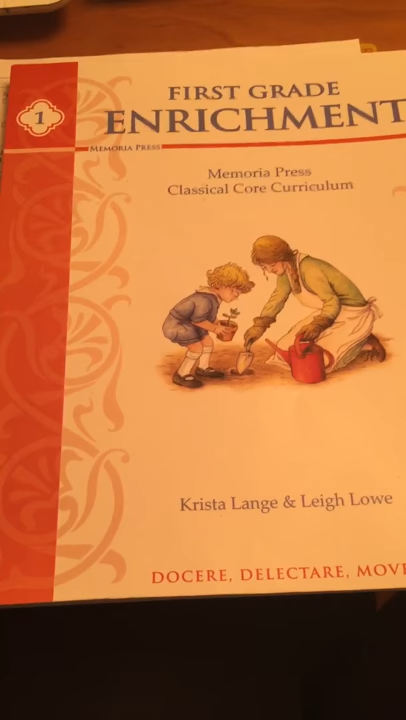 FIRST GRADE
ENRICHMENT
1
MEMORIA PRESS
Memoria Press
Classical Core Curriculum
Krista Lange & Leigh Lowe
DOCERE, DELECTARE, MOVE